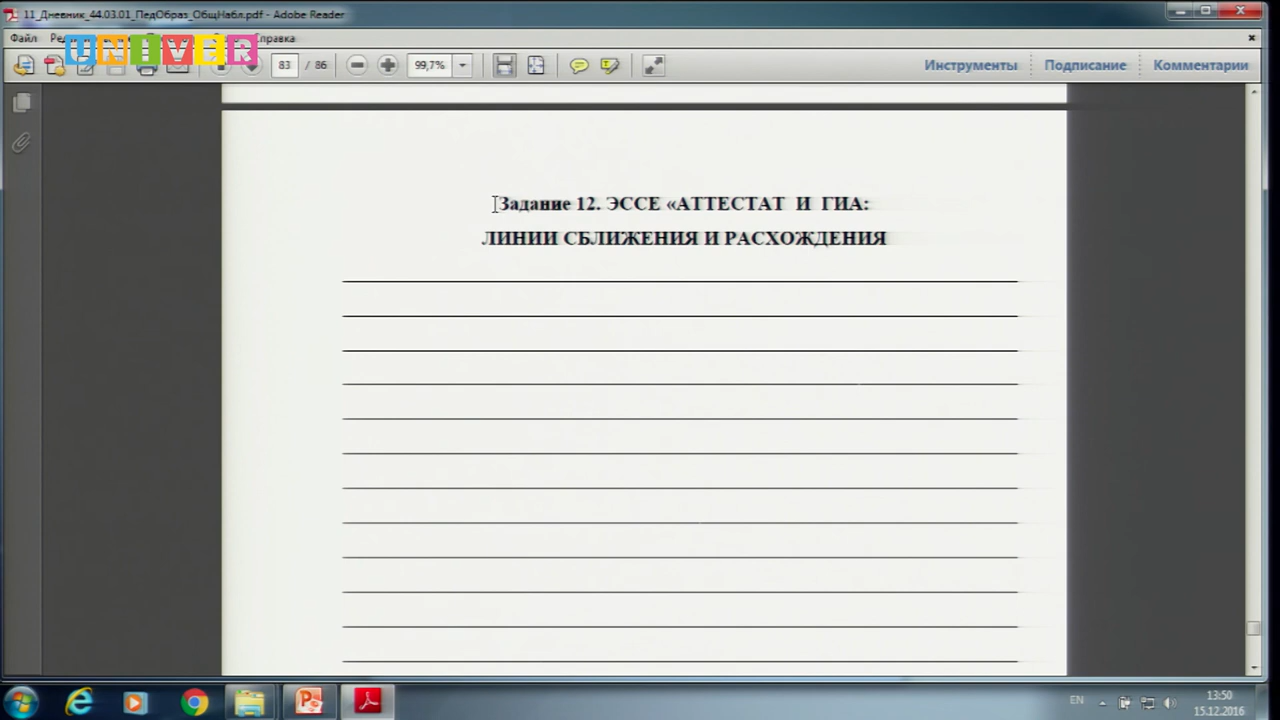 11_Дневник_44.03.01_ПедОбраз_ОбщНабл.pdf - Adobe Reader
Файл
Справка
UNIVER
83 / 86
99,7%
Инструменты
Подписание
Комментарии
Задание 12. ЭССЕ «АТТЕСТАТ И ГИА:
ЛИНИИ СБЛИЖЕНИЯ И РАСХОЖДЕНИЯ
EN
13:50
15.12.2016